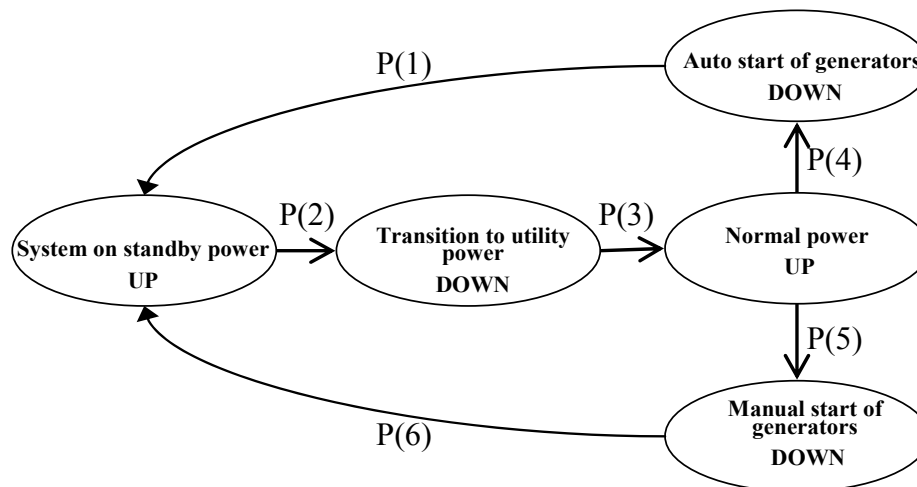 P(1)
Auto start of generators
DOWN
P(4)
P(2)
P(3)
System on standby power
UP
Transition to utility
power
DOWN
Normal power
UP
P(5)
P(6)
Manual start of
generators
DOWN